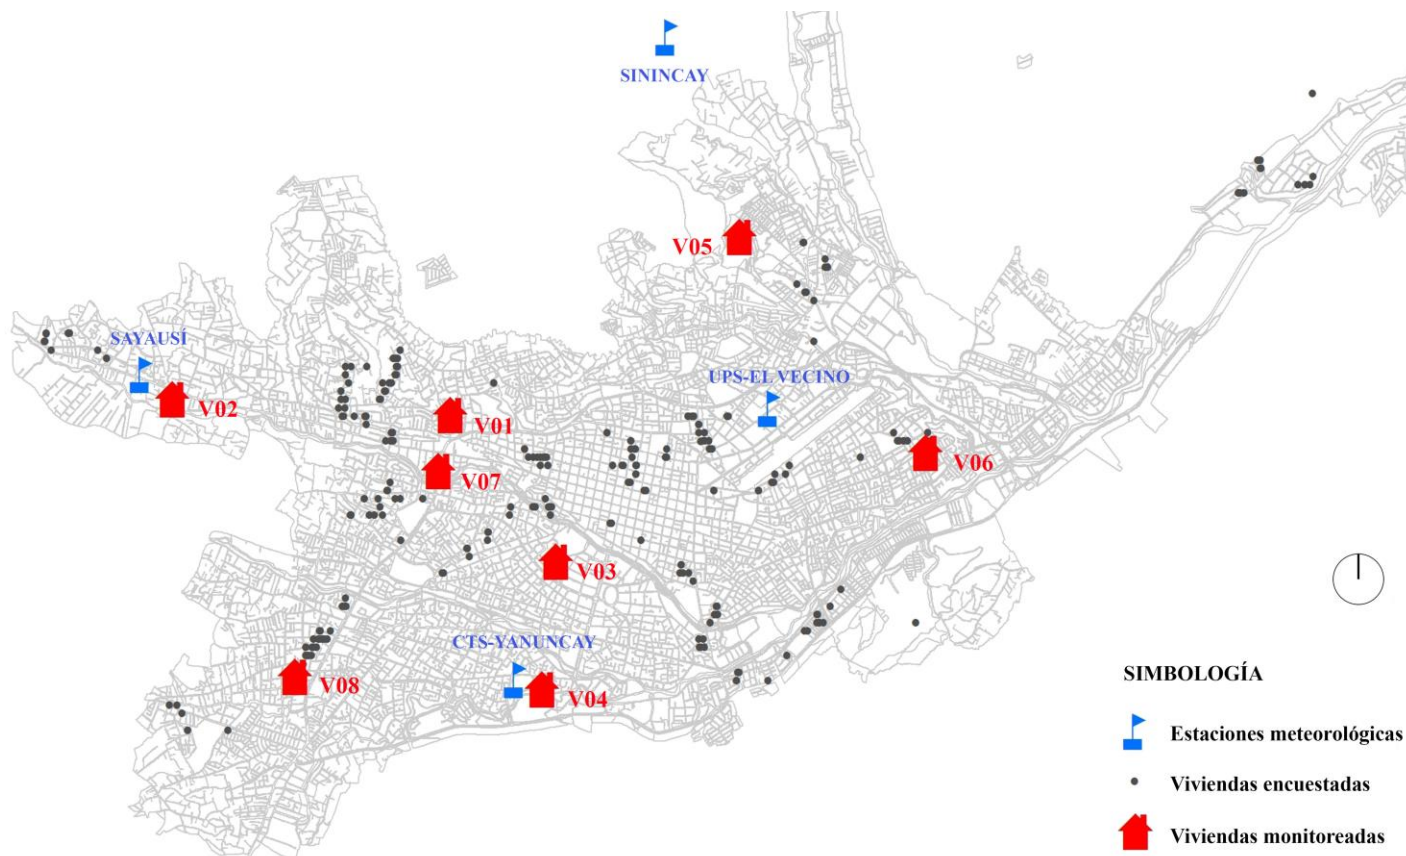 SININCAY
V05
SAYAUSÍ
UPS-EL VECINO
V02
V01
V06
V07
V03
CTS-YANUNCAY
V08
V04
SIMBOLOGÍA
Estaciones meteorológicas
Viviendas encuestadas
Viviendas monitoreadas